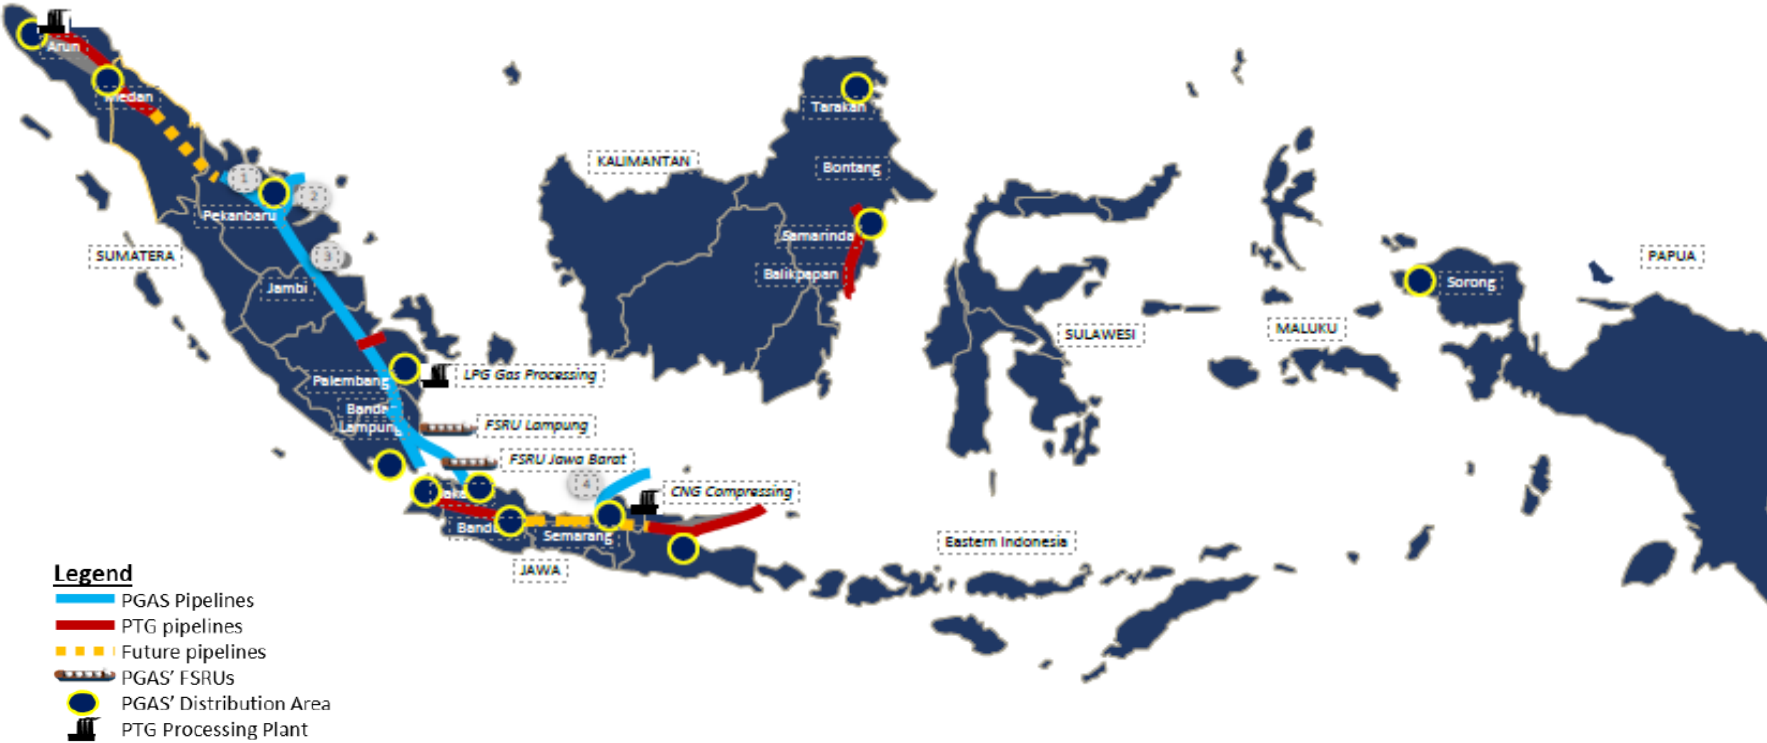 Arun
Medan
Tarakan
KALIMANTAN
Bontang
1
2
Pekanbaru
Samarinda
SUMATERA
3
Balikpapan
PAPUA
Jambi
Sorong
MALUKU
SULAWESI
Palembang
LPG Gas Processing
Bandar
Lampung
FSRU Lampung
FSRU Jawa Barat
4
CNG Compressing
Semarang
Eastern Indonesia
JAWA
Legend
PGAS Pipelines
PTG pipelines
Future pipelines
PGAS’ FSRUs
PGAS’ Distribution Area
PTG Processing Plant